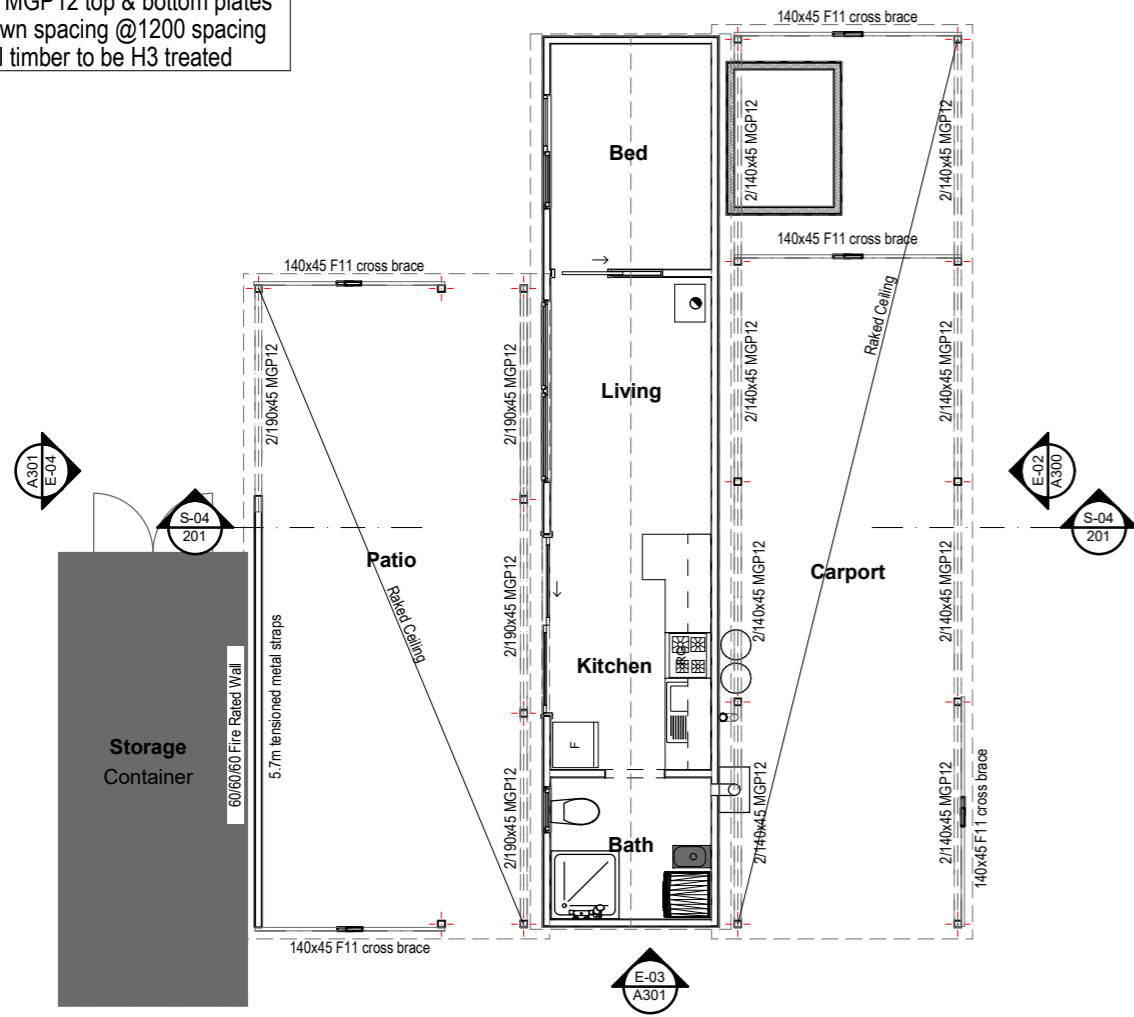 MGP12 top & bottom plates
wn spacing @1200 spacing
timber to be H3 treated
140x45 F11 cross brace
Bed
2/140x45 MGP12
2/140x45 MGP12
140x45 F11 cross brace
140x45 F11 cross brace
Raked Ceiling
2/190x45 MGP12
2/190x45 MGP12
Living
2/140x45 MGP12
2/140x45 MGP12
A301
E-04
E-02
A300
S-04
201
S-04
201
Patio
Carport
Raked Ceiling
2/190x45 MGP12
2/140x45 MGP12
2/140x45 MGP12
Kitchen
60/60/60 Fire Rated Wall
5.7m tensioned metal straps
F
Storage
Container
2/190x45 MGP12
Bath
2/140x45 MGP12
2/140x45 MGP12
140x45 F11 cross brace
140x45 F11 cross brace
E-03
A301